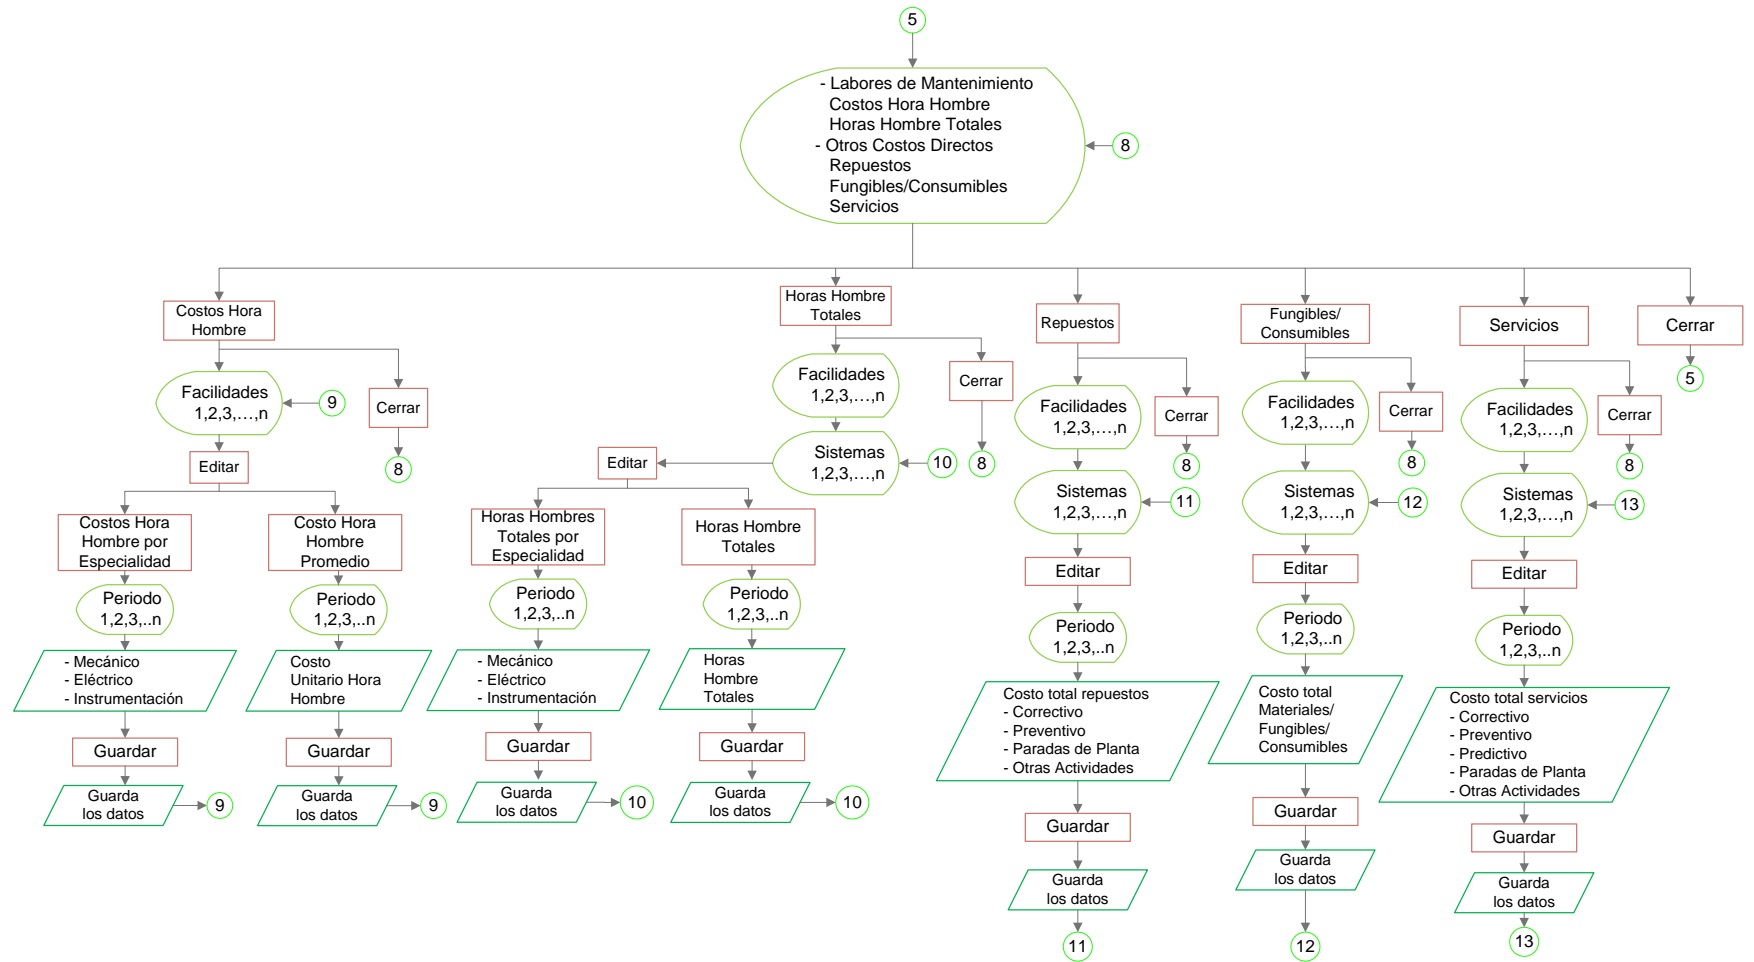 5
- Labores de Mantenimiento
Costos Hora Hombre
Horas Hombre Totales
- Otros Costos Directos
Repuestos
Fungibles/Consumibles
Servicios
8
Costos Hora
Hombre
Facilidades
1,2,3,…,n
9
Cerrar
8
Editar
Costos Hora
Hombre por
Especialidad
Periodo
1,2,3,..n
- Mecánico
- Eléctrico
- Instrumentación
Guardar
Guarda
los datos
9
Costo Hora
Hombre
Promedio
Periodo
1,2,3,..n
Costo
Unitario Hora
Hombre
Guardar
Guarda
los datos
9
Horas Hombre
Totales
Facilidades
1,2,3,…,n
Cerrar
8
Sistemas
1,2,3,…,n
10
Editar
Horas Hombres
Totales por
Especialidad
Periodo
1,2,3,..n
- Mecánico
- Eléctrico
- Instrumentación
Guardar
Guarda
los datos
10
Horas Hombre
Totales
Periodo
1,2,3,..n
Horas
Hombre
Totales
Guardar
Guarda
los datos
10
Repuestos
Facilidades
1,2,3,…,n
Cerrar
8
Sistemas
1,2,3,…,n
11
Editar
Periodo
1,2,3,..n
Costo total repuestos
- Correctivo
- Preventivo
- Paradas de Planta
- Otras Actividades
Guardar
Guarda
los datos
11
Fungibles/
Consumibles
Facilidades
1,2,3,…,n
Cerrar
8
Sistemas
1,2,3,…,n
12
Editar
Periodo
1,2,3,..n
Costo total
Materiales/
Fungibles/
Consumibles
Guardar
Guarda
los datos
12
Servicios
Facilidades
1,2,3,…,n
Cerrar
8
Sistemas
1,2,3,…,n
13
Editar
Periodo
1,2,3,..n
Costo total servicios
- Correctivo
- Preventivo
- Predictivo
- Paradas de Planta
- Otras Actividades
Guardar
Guarda
los datos
13
Cerrar
5